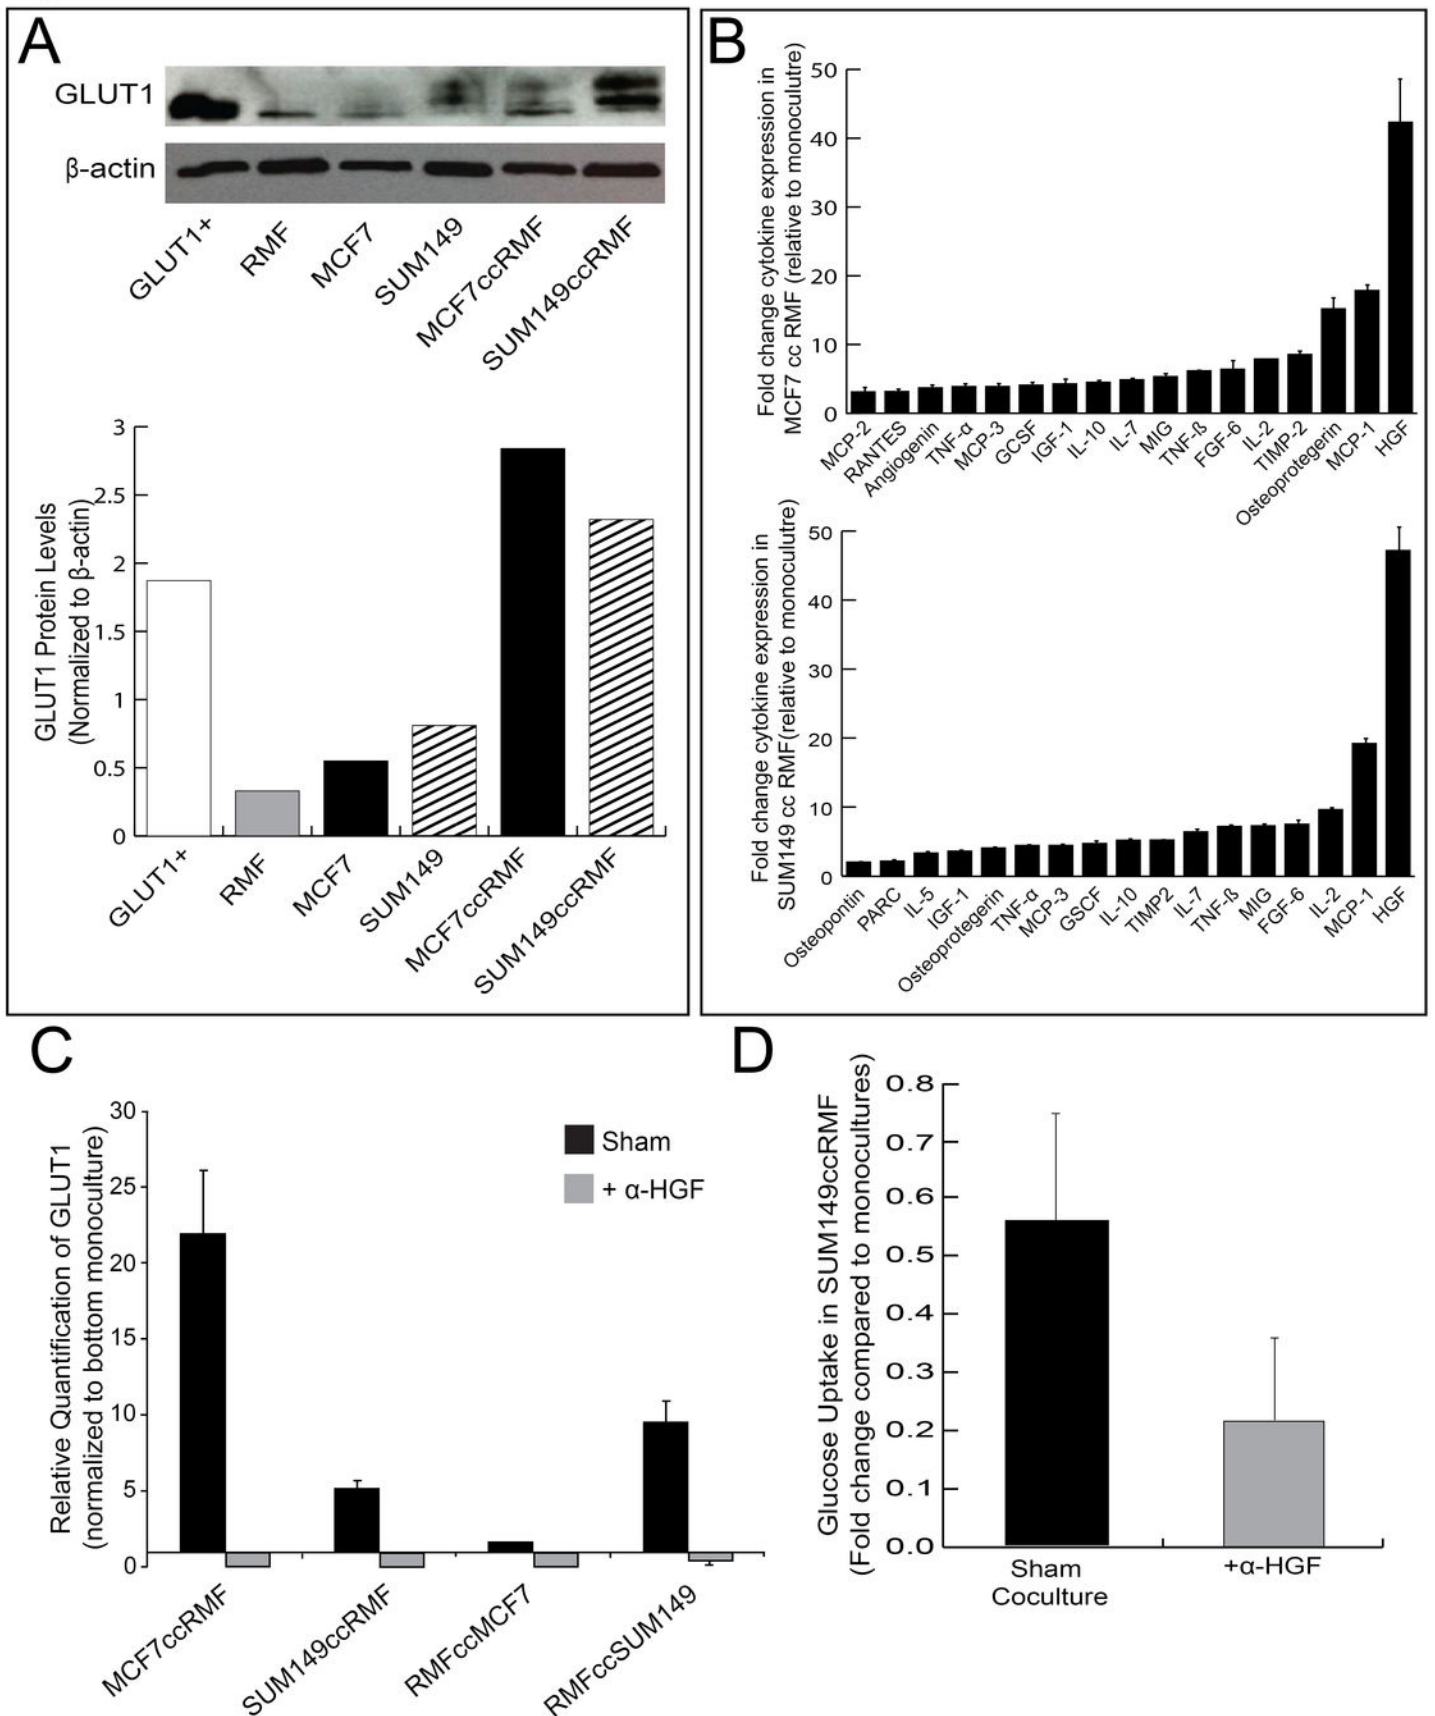 A
GLUT1
β-actin
GLUT1+
RMF
MCF7
SUM149
MCF7ccRMF
SUM149ccRMF
GLUT1 Protein Levels
(Normalized to β-actin)
3
2.5
2
1.5
1
0.5
0
GLUT1+
RMF
MCF7
SUM149
MCF7ccRMF
SUM149ccRMF
B
Fold change cytokine expression in
MCF7 cc RMF (relative to monoculutre)
50
40
30
20
10
0
MCP-2
RANTES
Angiogenin
TNF-α
MCP-3
GCSF
IGF-1
IL-10
IL-7
MIG
TNF-ß
FGF-6
IL-2
TIMP-2
Osteoprotegerin
MCP-1
HGF
Fold change cytokine expression in
SUM149 cc RMF(relative to monoculutre)
50
40
30
20
10
0
Osteopontin
PARC
IL-5
IGF-1
Osteoprotegerin
TNF-α
MCP-3
GSCF
IL-10
TIMP2
IL-7
TNF-ß
MIG
FGF-6
IL-2
MCP-1
HGF
C
Relative Quantification of GLUT1
(normalized to bottom monoculture)
30
25
20
15
10
5
0
Sham
+ α-HGF
MCF7ccRMF
SUM149ccRMF
RMFccMCF7
RMFccSUM149
D
Glucose Uptake in SUM149ccRMF
(Fold change compared to monocultures)
0.8
0.7
0.6
0.5
0.4
0.3
0.2
0.1
0.0
Sham
Coculture
+α-HGF